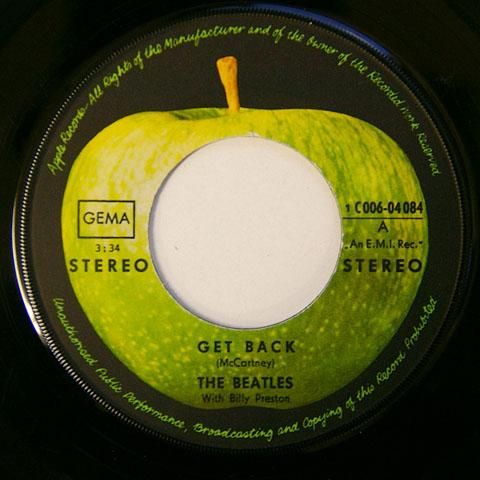 Apple Records-All Rights of the Manufacturer and of the Owner of the Recorded Work Reserved
GEMA
3:34
STEREO
1 C006-04 084
A
„An E.M.I. Rec."
STEREO
GET BACK
(McCartney)
THE BEATLES
With Billy Preston
Unauthorised Public Performance, Broadcasting and Copying of this Record Prohibited